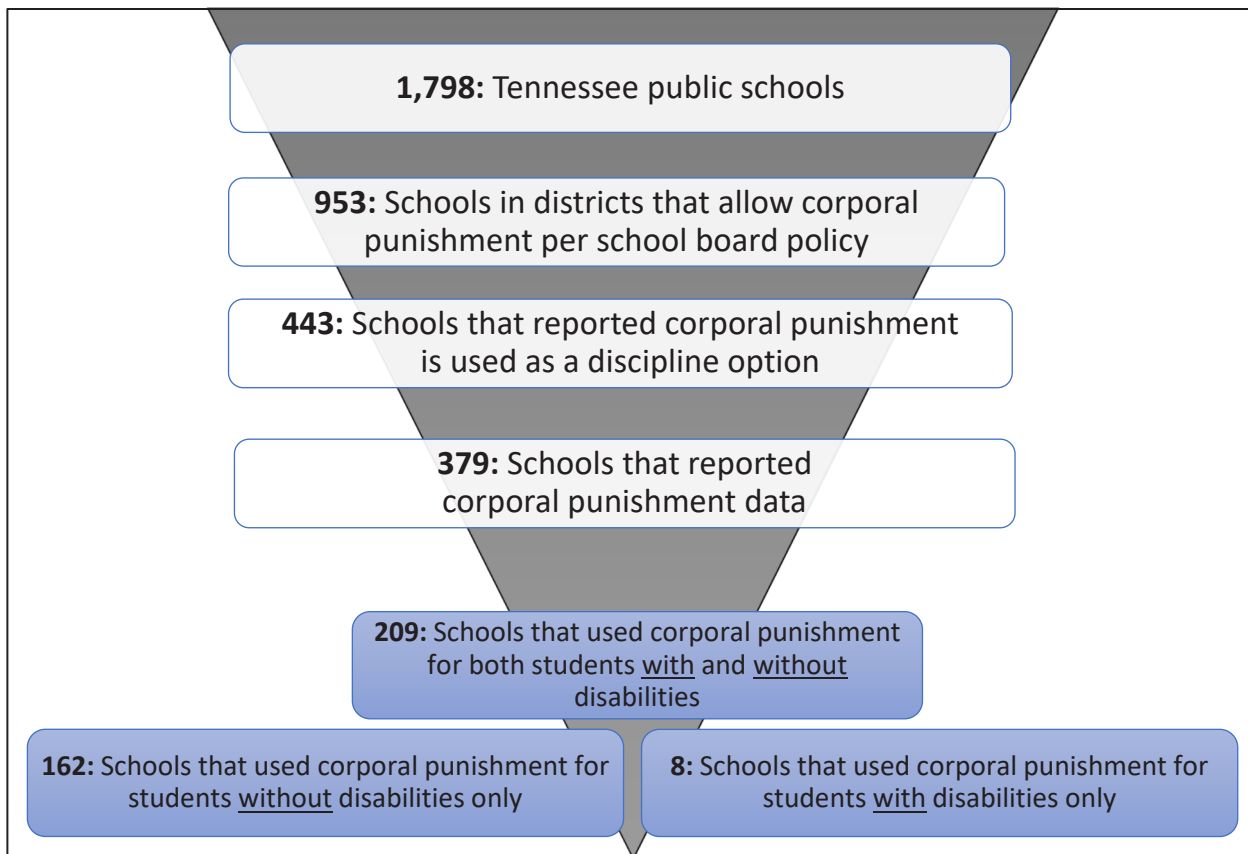 1,798: Tennessee public schools
953: Schools in districts that allow corporal
punishment per school board policy
443: Schools that reported corporal punishment
is used as a discipline option
379: Schools that reported
corporal punishment data
209: Schools that used corporal punishment
for both students with and without
disabilities
162: Schools that used corporal punishment for
students without disabilities only
8: Schools that used corporal punishment for
students with disabilities only